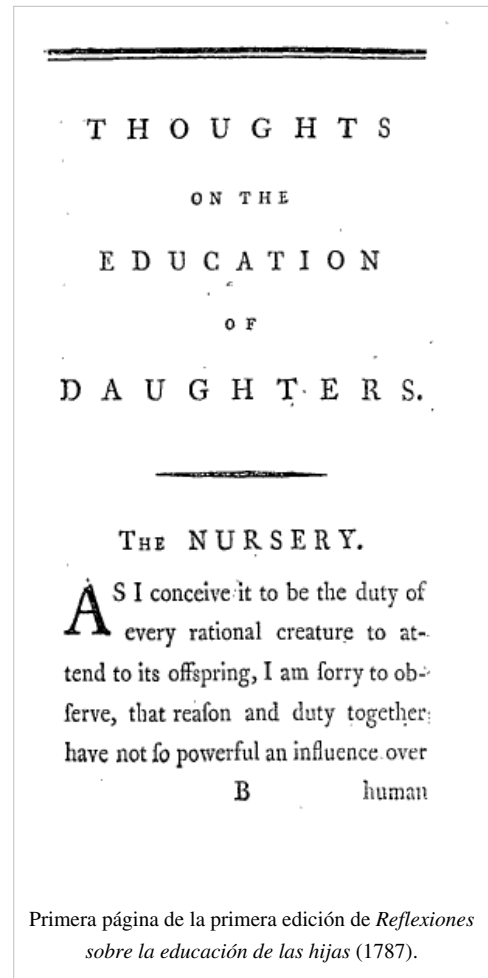 THOUGHTS
ON THE
EDUCATION
OF
DAUGHTERS.
THE NURSERY.
AS I conceive it to be the duty of
every rational creature to at-
tend to its offspring, I am ſorry to ob-
ſerve, that reaſon and duty together
have not ſo powerful an influence over
B human
Primera página de la primera edición de Reflexiones
sobre la educación de las hijas (1787).